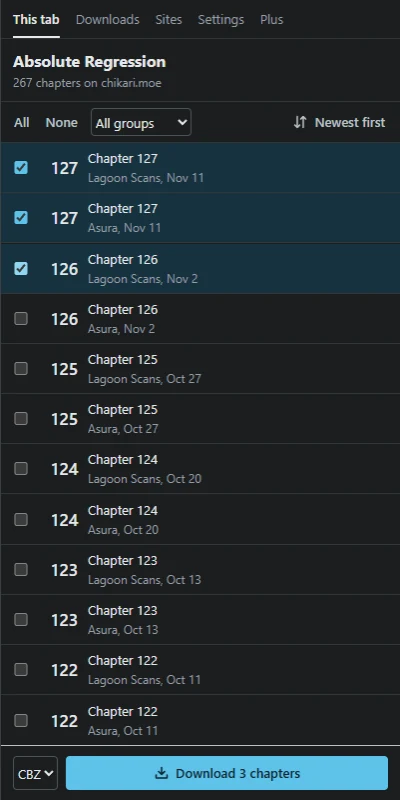 This tab Downloads Sites Settings Plus
Absolute Regression
267 chapters on chikari.moe
All None All groups Newest first
127 Chapter 127
Lagoon Scans, Nov 11
127 Chapter 127
Asura, Nov 11
126 Chapter 126
Lagoon Scans, Nov 2
126 Chapter 126
Asura, Nov 2
125 Chapter 125
Lagoon Scans, Oct 27
125 Chapter 125
Asura, Oct 27
124 Chapter 124
Lagoon Scans, Oct 20
124 Chapter 124
Asura, Oct 20
123 Chapter 123
Lagoon Scans, Oct 13
123 Chapter 123
Asura, Oct 13
122 Chapter 122
Lagoon Scans, Oct 11
122 Chapter 122
Asura, Oct 11
CBZ Download 3 chapters